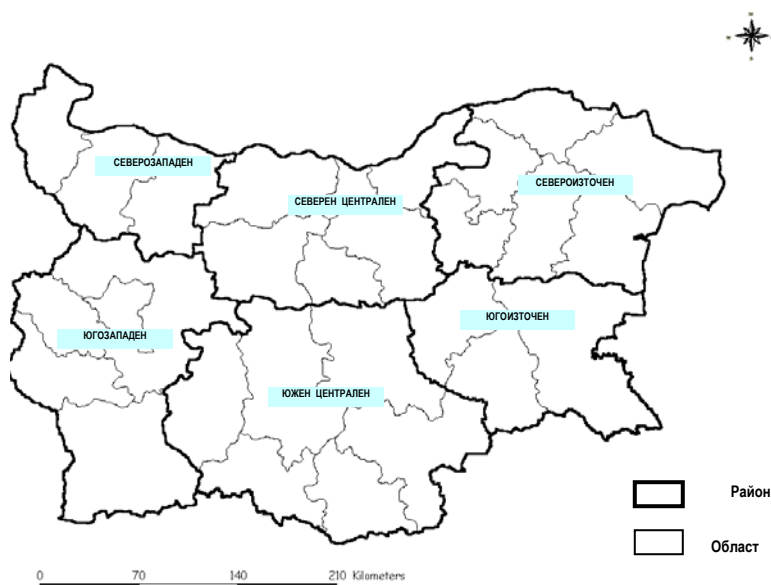 СЕВЕРОЗАПАДЕН
СЕВЕРЕН ЦЕНТРАЛЕН
СЕВЕРОИЗТОЧЕН
ЮГОЗАПАДЕН
ЮГОИЗТОЧЕН
ЮЖЕН ЦЕНТРАЛЕН
Район
Област
0 70 140 210 Kilometers